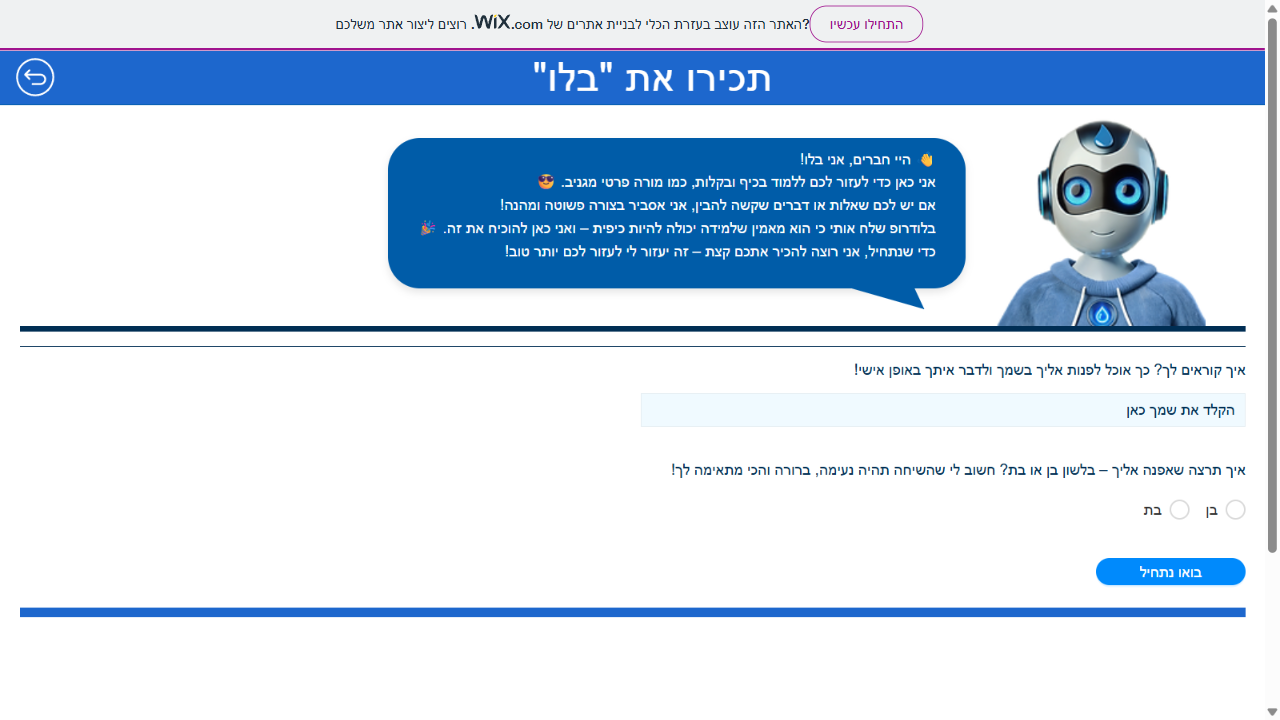 האתר הזה עוצב בעזרת הכלי לבניית אתרים של WiX.com. רוצים ליצור אתר משלכם?
התחילו עכשיו
תכירו את "בלו"
👋 היי חברים, אני בלו!
אני כאן כדי לעזור לכם ללמוד בכיף ובקלות, כמו מורה פרטי מגניב. 😎
אם יש לכם שאלות או דברים שקשה להבין, אני אסביר בצורה פשוטה ומהנה!
בלודרופ שלח אותי כי הוא מאמין שלמידה יכולה להיות כיפית – ואני כאן להוכיח את זה. 🎉
כדי שנתחיל, אני רוצה להכיר אתכם קצת – זה יעזור לי לעזור לכם יותר טוב!
איך קוראים לך? כך אוכל לפנות אליך בשמך ולדבר איתך באופן אישי!
הקלד את שמך כאן
איך תרצה שאפנה אליך – בלשון בן או בת? חשוב לי שהשיחה תהיה נעימה, ברורה והכי מתאימה לך!
בן
בת
בואו נתחיל